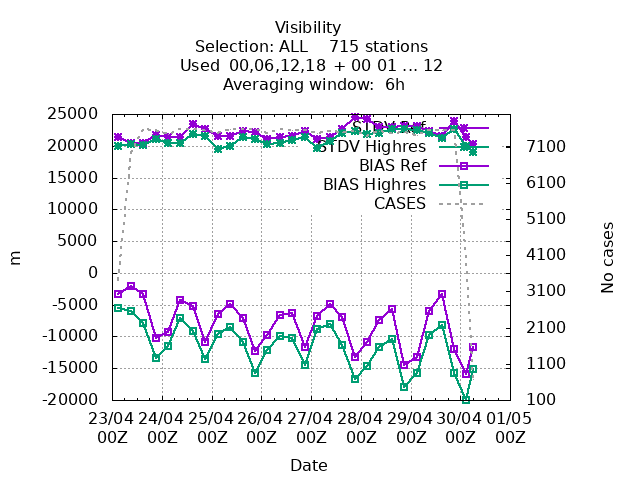 Visibility
Selection: ALL    715 stations
Used  00,06,12,18 + 00 01 ... 12
Averaging window:  6h
25000
20000
15000
10000
5000
0
-5000
-10000
-15000
-20000
m
STDV Ref
STDV Highres
BIAS Ref
BIAS Highres
CASES
7100
6100
5100
4100
3100
2100
1100
100
No cases
23/04 24/04 25/04 26/04 27/04 28/04 29/04 30/04 01/05
00Z 00Z 00Z 00Z 00Z 00Z 00Z 00Z 00Z
Date